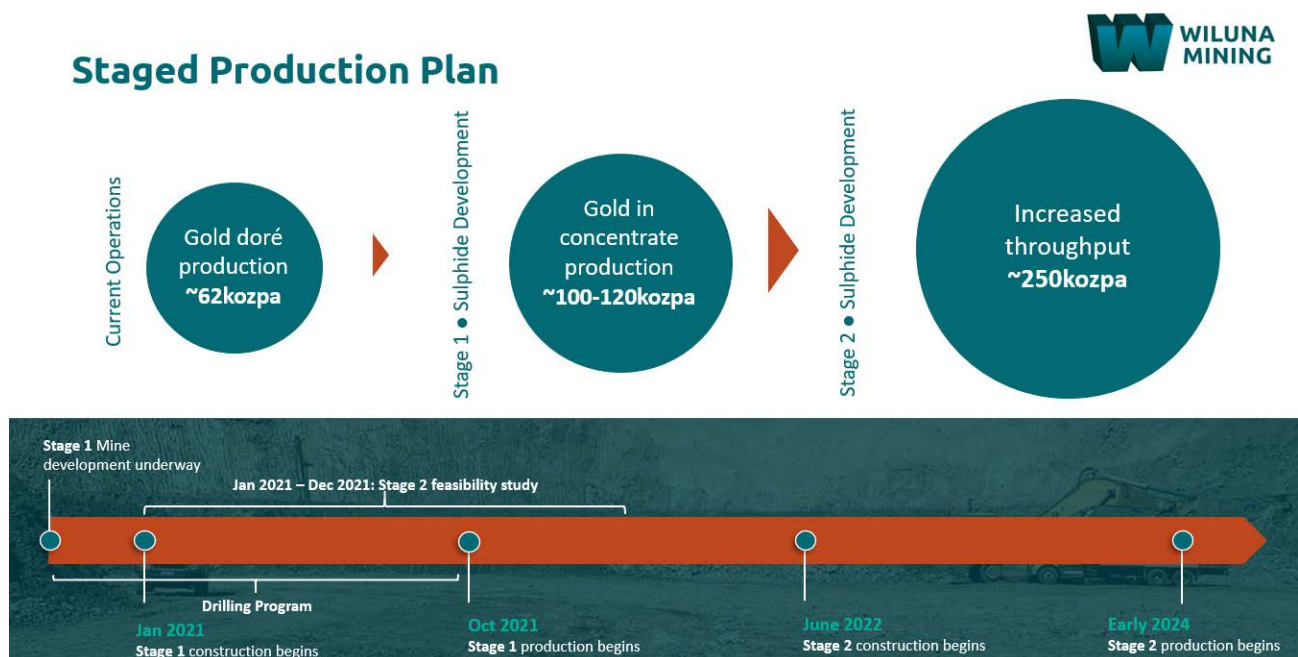 Staged Production Plan
WILUNA
MINING
Current Operations
Gold doré
production
~62kozpa
Stage 1 ● Sulphide Development
Gold in
concentrate
production
~100-120kozpa
Stage 2 ● Sulphide Development
Increased
throughput
~250kozpa
Stage 1 Mine
development underway
Jan 2021 – Dec 2021: Stage 2 feasibility study
Drilling Program
Jan 2021
Stage 1 construction begins
Oct 2021
Stage 1 production begins
June 2022
Stage 2 construction begins
Early 2024
Stage 2 production begins